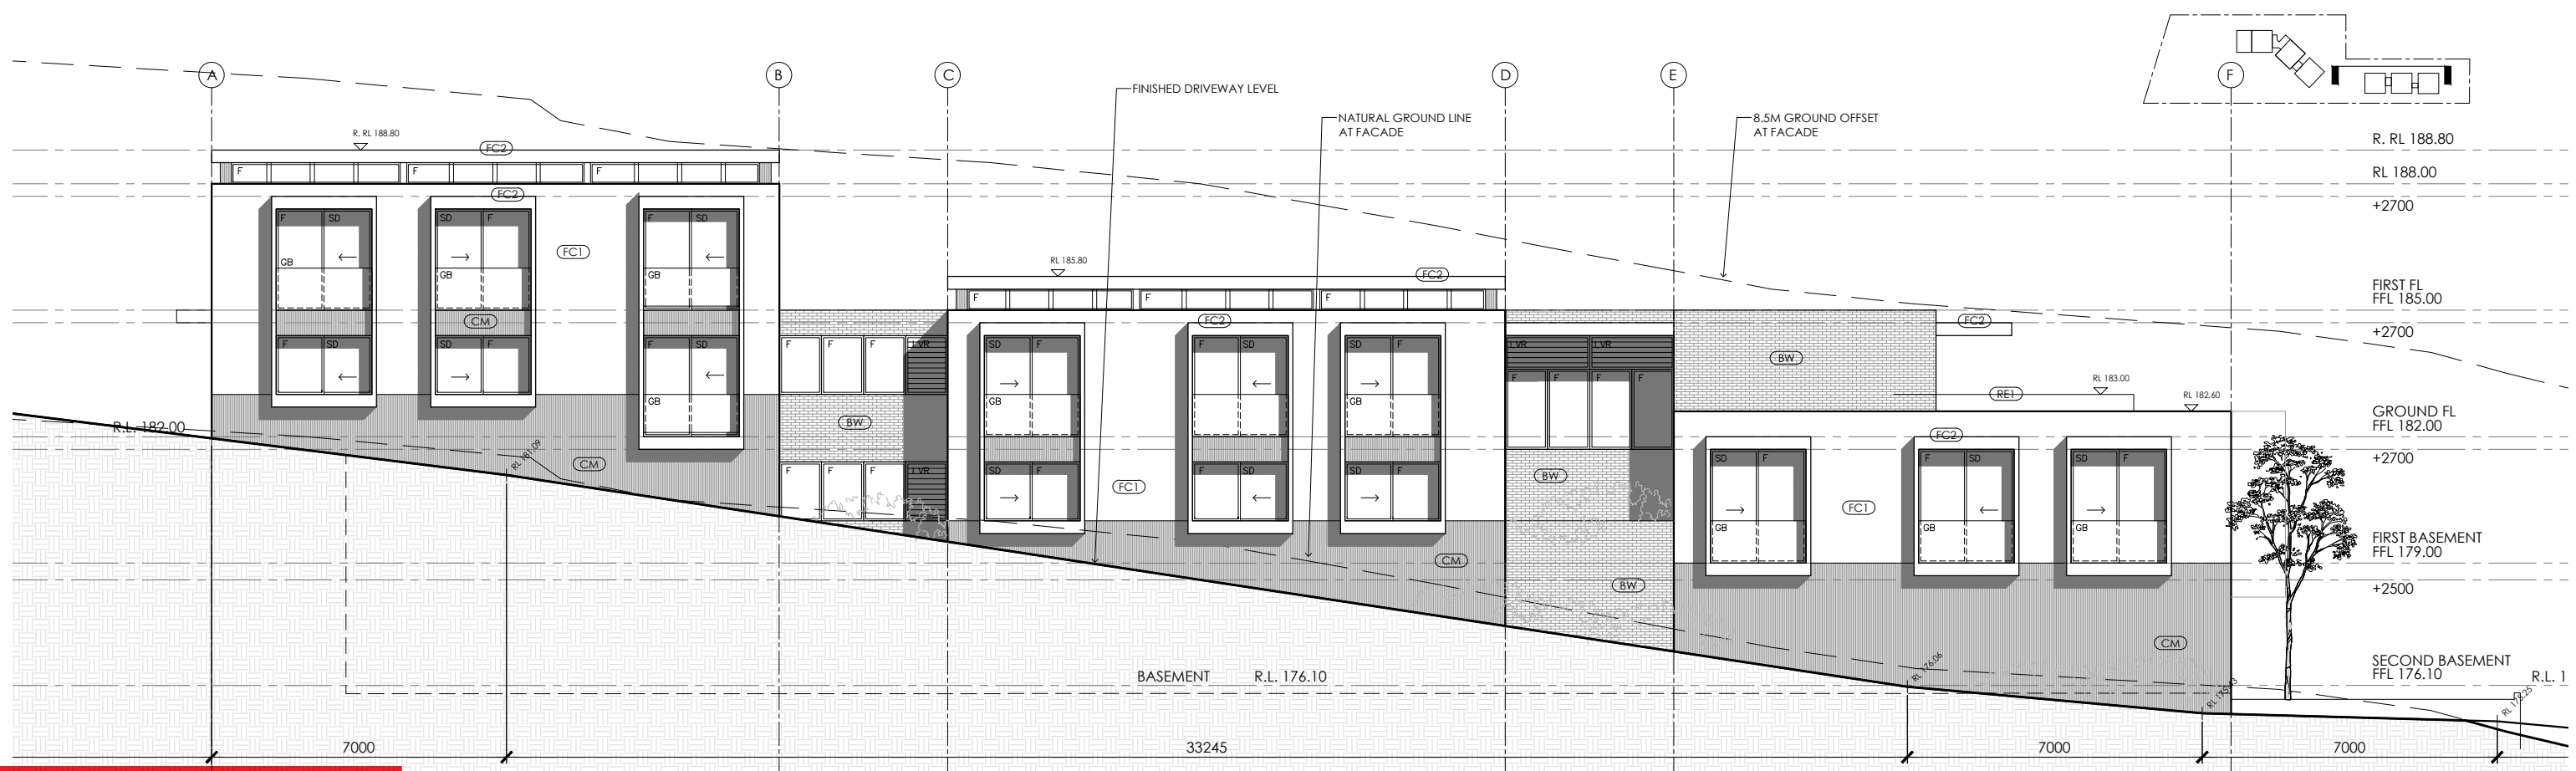 A
B
C
D
E
F
FINISHED DRIVEWAY LEVEL
NATURAL GROUND LINE
AT FACADE
8.5M GROUND OFFSET
AT FACADE
R. RL 188.80
FC2
F F F
FC2
R. RL 188.80
RL 188.00
+2700
F SD SD F F SD
FC1
GB GB GB
RL 185.80
FC2
F F F
FIRST FL
FFL 185.00
+2700
CM
FC2
FC2
F SD SD F F SD
F F F LVR
SD F F SD SD F
LVR LVR
BW
F F F F
GB
GB GB GB
RE1
RL 183.00
RL 182.60
GROUND FL
FFL 182.00
+2700
R.L. 182.00
BW
FC2
RL 181.09
CM
F F F LVR
SD F F SD SD F
BW
SD F F SD SD F
FC1
FC1
GB GB GB
FIRST BASEMENT
FFL 179.00
+2500
CM
BW
CM
RL 176.06
BASEMENT R.L. 176.10
SECOND BASEMENT
FFL 176.10
R.L. 1
7000
33245
7000
7000